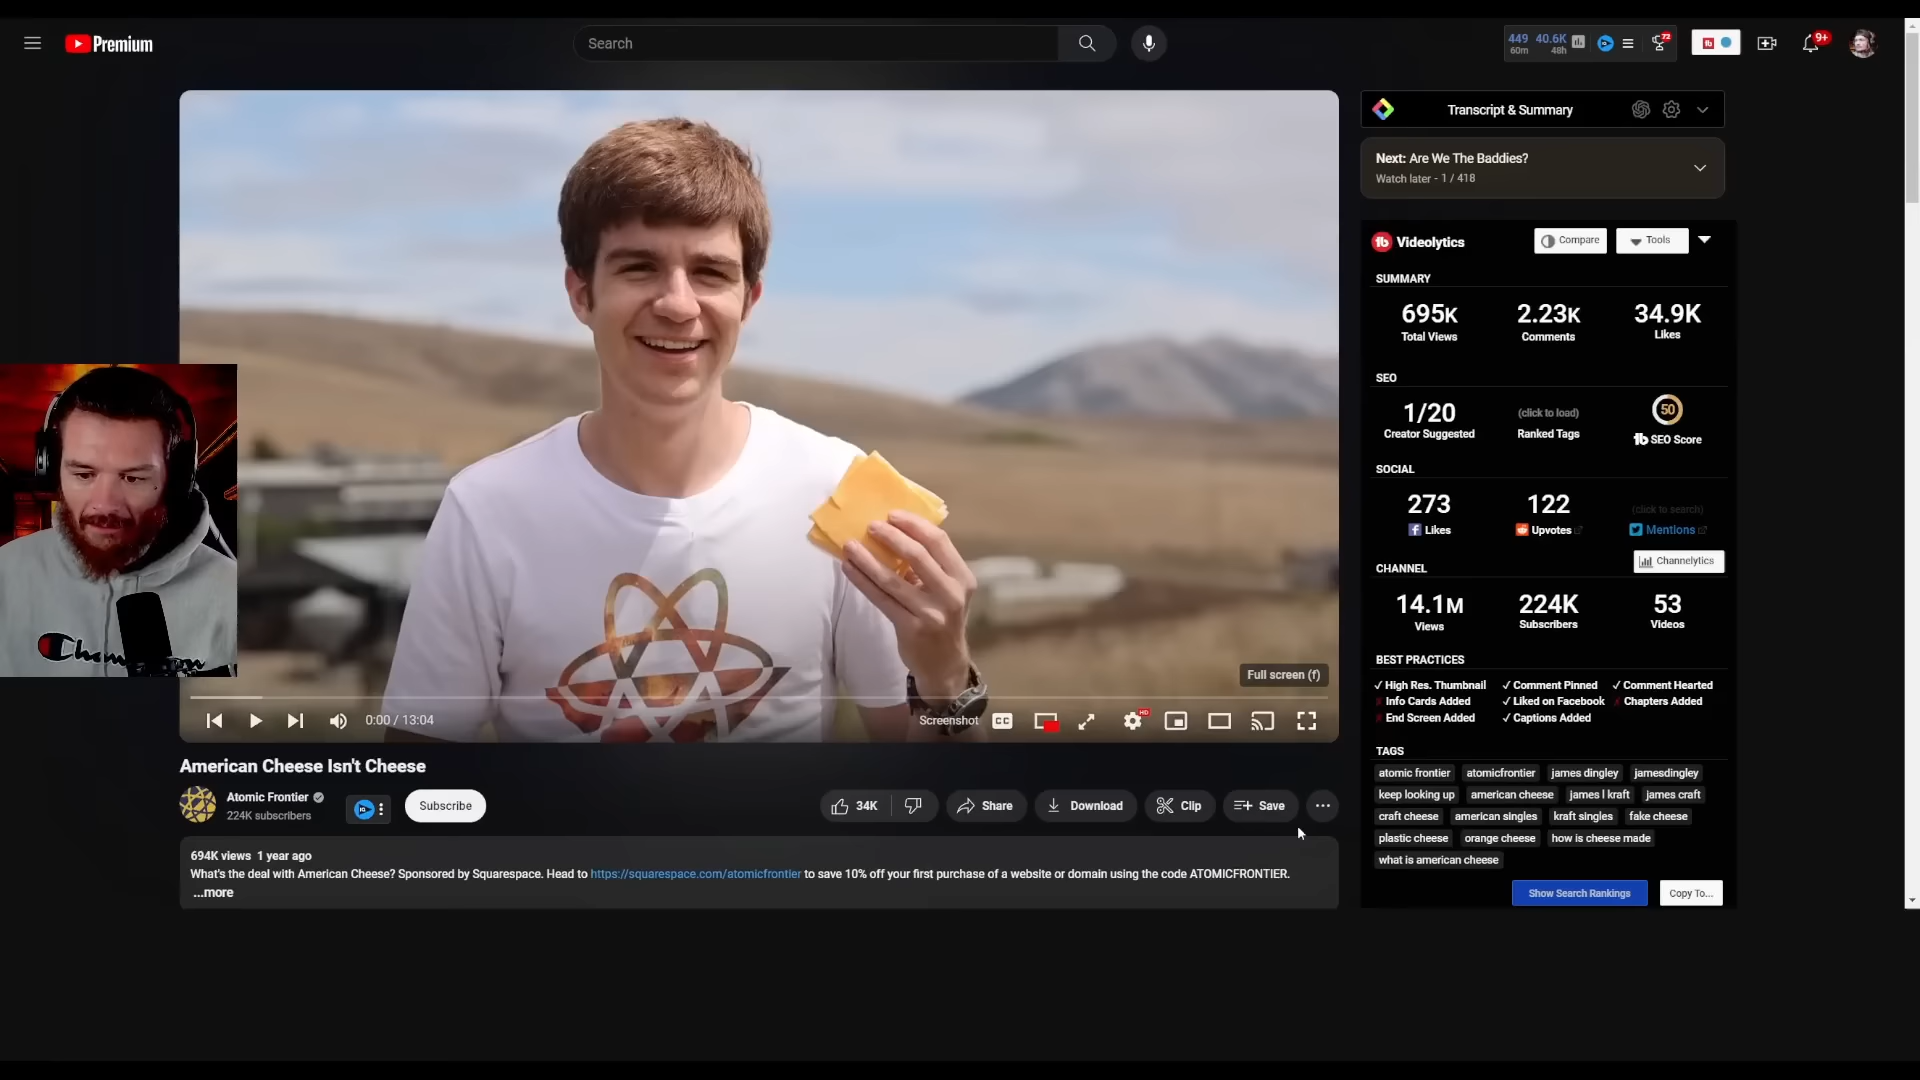 Premium
Search
449 40.6K
60m 48h
72
9+
Transcript & Summary
Next: Are We The Baddies?
Watch later - 1 / 418
Videolytics
Compare
Tools
SUMMARY
695K 2.23K 34.9K
Total Views Comments Likes
SEO
1/20 (click to load) 50
Creator Suggested Ranked Tags SEO Score
SOCIAL
273 122 (click to search)
Likes Upvotes Mentions
CHANNEL
Channelytics
14.1M 224K 53
Views Subscribers Videos
BEST PRACTICES
High Res. Thumbnail Comment Pinned Comment Hearted
Info Cards Added Liked on Facebook Chapters Added
End Screen Added Captions Added
TAGS
atomic frontier atomicfrontier james dingley jamesdingley
keep looking up american cheese james l kraft james craft
craft cheese american singles kraft singles fake cheese
plastic cheese orange cheese how is cheese made
what is american cheese
Show Search Rankings Copy To...
Full screen (f)
0:00 / 13:04
Screenshot
CC
HD
American Cheese Isn't Cheese
Atomic Frontier
224K subscribers
Subscribe
34K
Share
Download
Clip
Save
694K views 1 year ago
What's the deal with American Cheese? Sponsored by Squarespace. Head to https://squarespace.com/atomicfrontier to save 10% off your first purchase of a website or domain using the code ATOMICFRONTIER.
...more
Champion